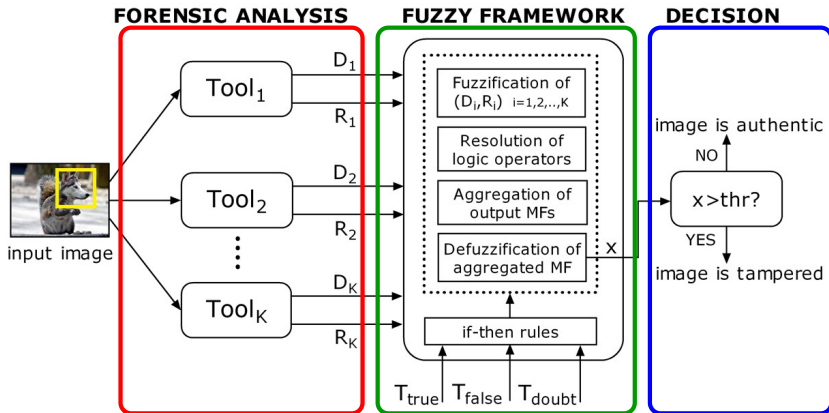 FORENSIC ANALYSIS
FUZZY FRAMEWORK
DECISION
input image
Tool1
Tool2
ToolK
D1
R1
D2
R2
DK
RK
Fuzzification of
(Di,Ri) i=1,2,..,K
Resolution of
logic operators
Aggregation of
output MFs
Defuzzification of
aggregated MF
x
if-then rules
Ttrue
Tfalse
Tdoubt
image is authentic
NO
x>thr?
YES
image is tampered